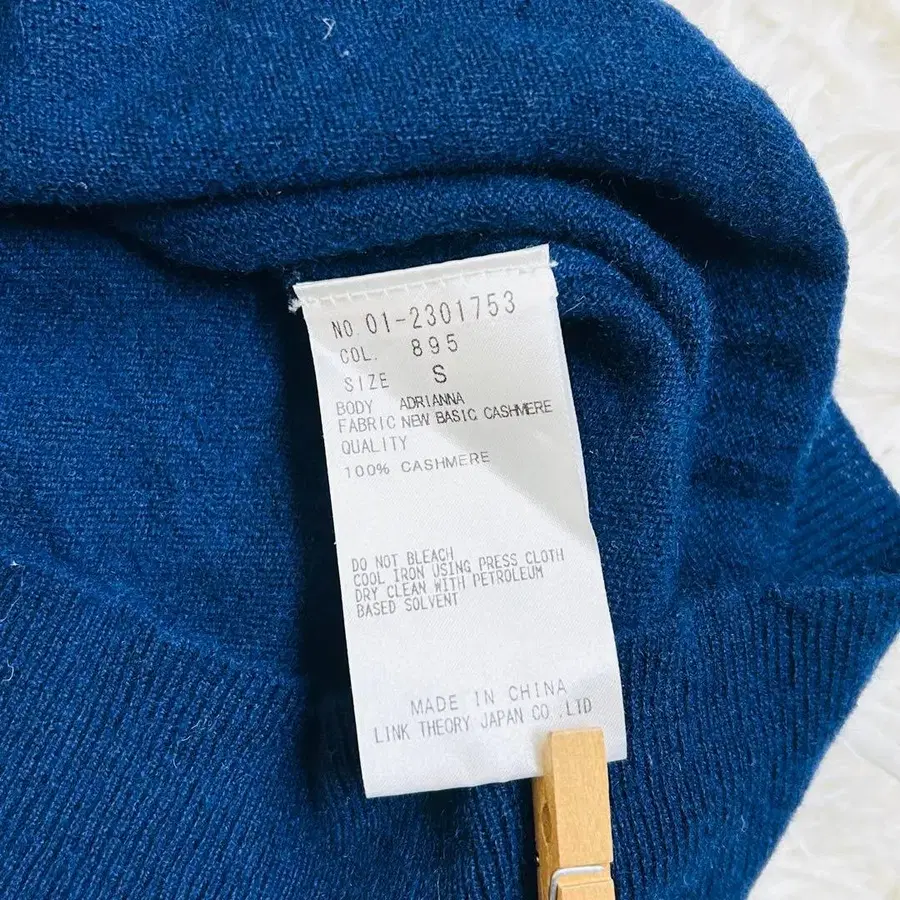 NO. 01-2301753
COL. 895
SIZE S
BODY ADRIANNA
FABRIC NEW BASIC CASHMERE
QUALITY
100% CASHMERE
DO NOT BLEACH
COOL IRON USING PRESS CLOTH
DRY CLEAN WITH PETROLEUM
BASED SOLVENT
MADE IN CHINA
LINK THEORY JAPAN CO.,LTD